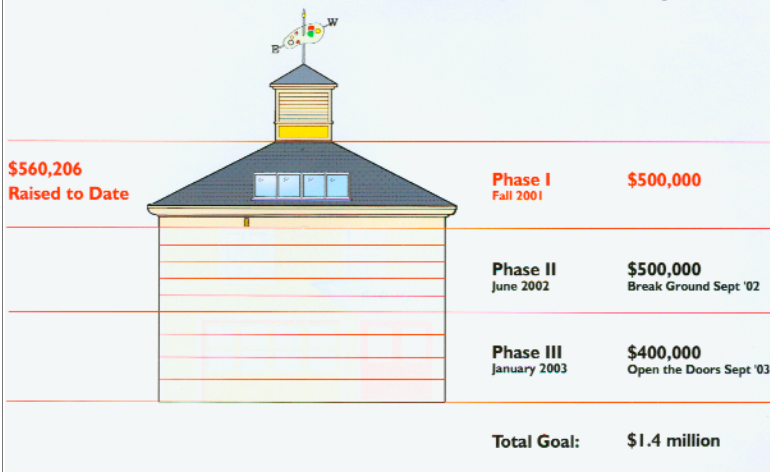 W
B
$560,206
Raised to Date
Phase I
Fall 2001
$500,000
Phase II
June 2002
$500,000
Break Ground Sept '02
Phase III
January 2003
$400,000
Open the Doors Sept '03
Total Goal:
$1.4 million